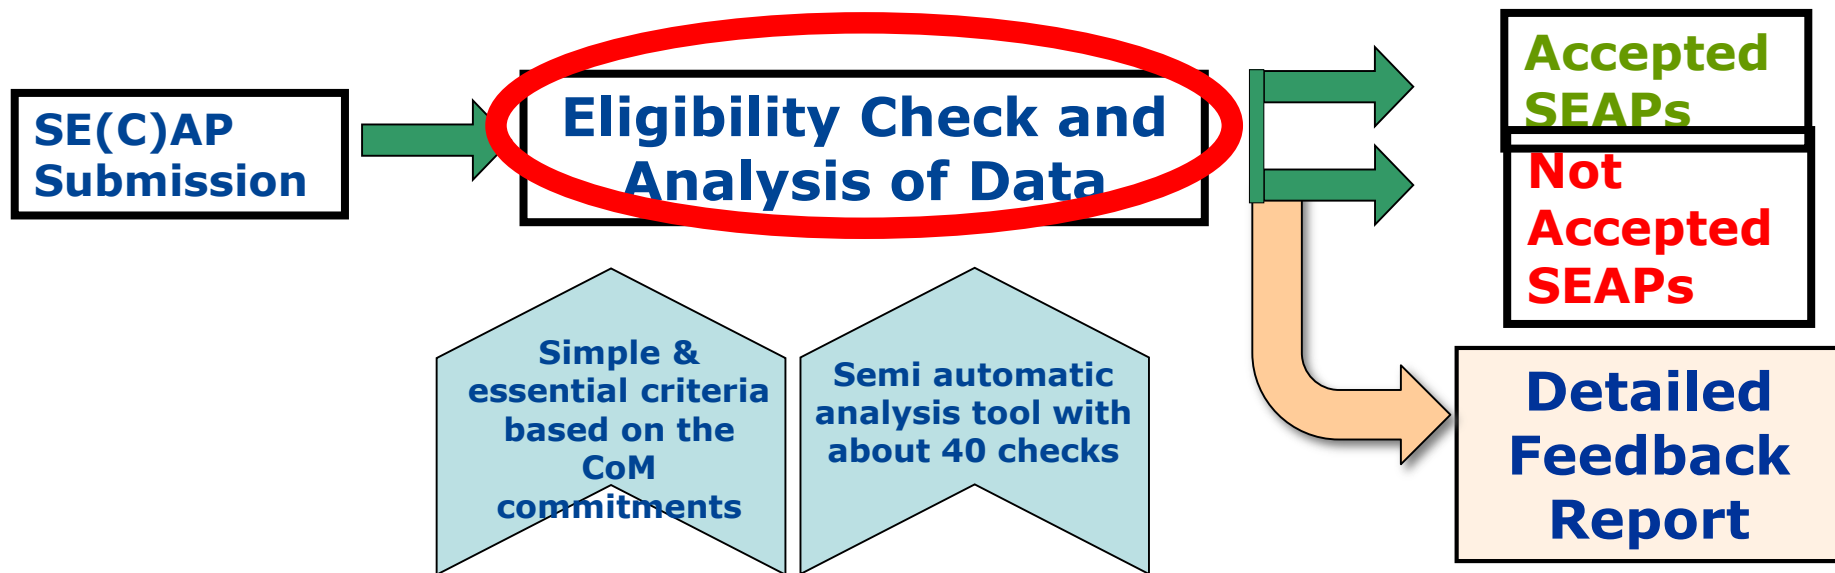 SE(C)AP
Submission
Eligibility Check and
Analysis of Data
Accepted
SEAPs
Not
Accepted
SEAPs
Simple &
essential criteria
based on the
CoM
commitments
Semi automatic
analysis tool with
about 40 checks
Detailed
Feedback
Report